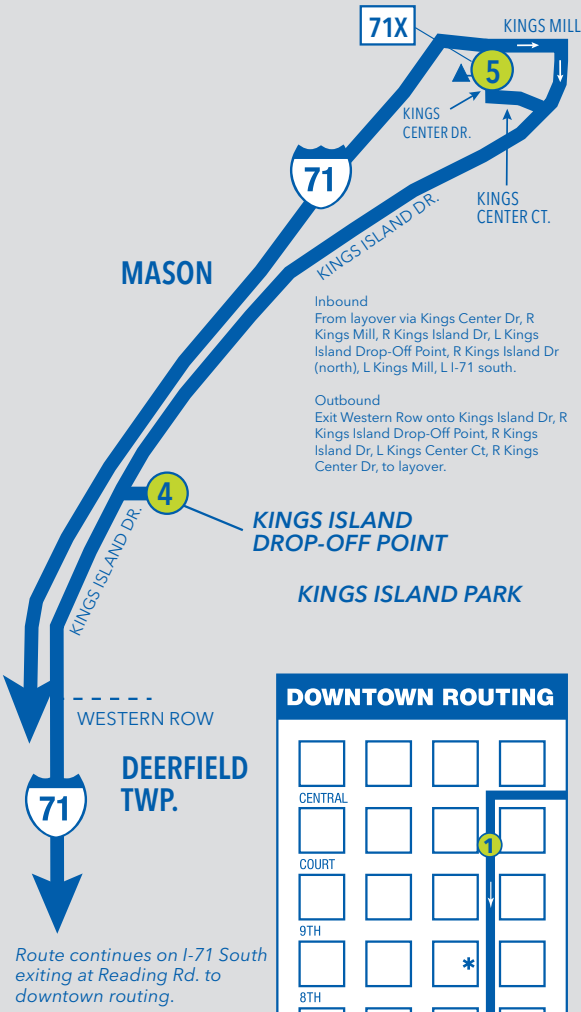 71X
KINGS MILL
5
KINGS
CENTER DR.
71
KINGS
CENTER CT.
KINGS ISLAND DR.
MASON
Inbound
From layover via Kings Center Dr, R
Kings Mill, R Kings Island Dr, L Kings
Island Drop-Off Point, R Kings Island Dr
(north), L Kings Mill, L I-71 south.
Outbound
Exit Western Row onto Kings Island Dr, R
Kings Island Drop-Off Point, R Kings
Island Dr, L Kings Center Ct, R Kings
Center Dr, to layover.
4
KINGS ISLAND
DROP-OFF POINT
KINGS ISLAND DR.
KINGS ISLAND PARK
WESTERN ROW
DEERFIELD
TWP.
71
Route continues on I-71 South
exiting at Reading Rd. to
downtown routing.
DOWNTOWN ROUTING
CENTRAL
1
COURT
9TH
*
8TH